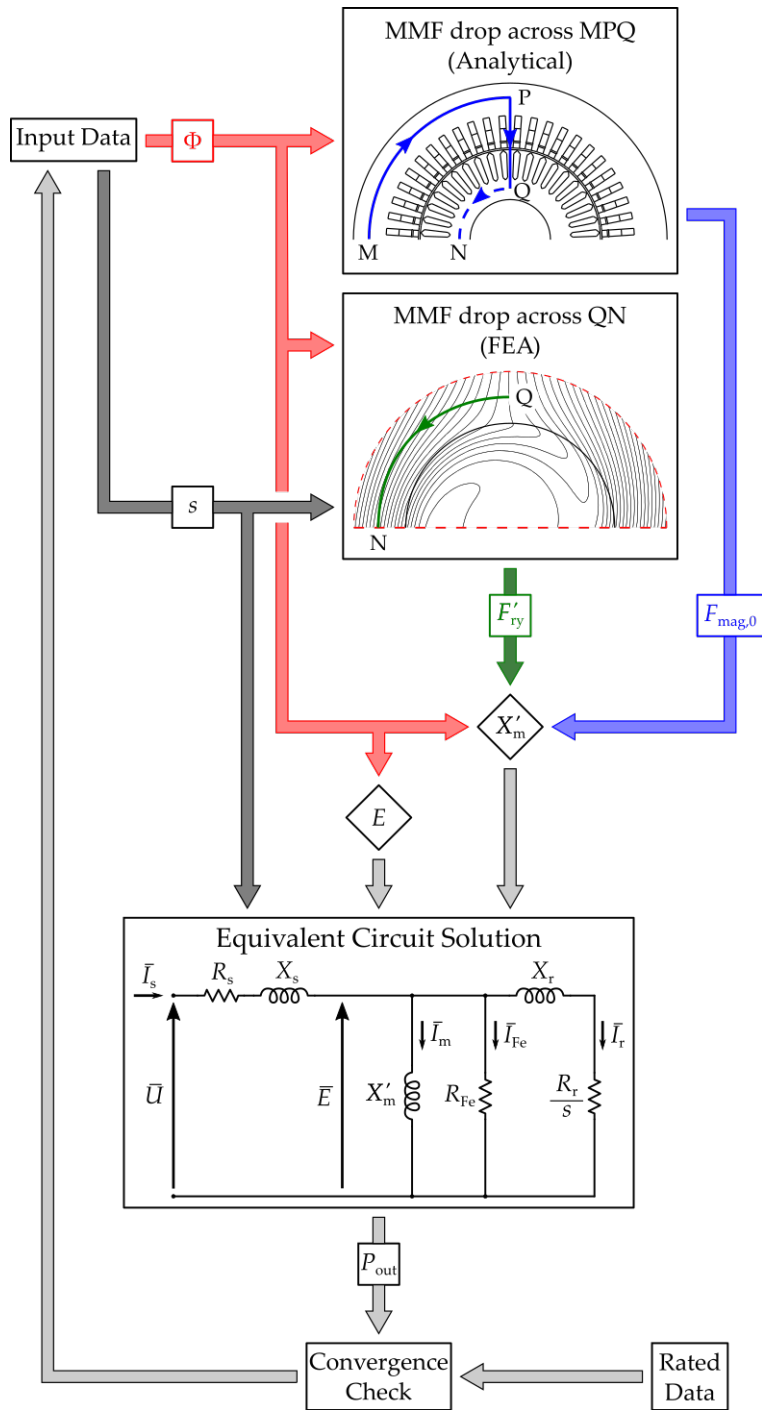 MMF drop across MPQ
(Analytical)
P
Input Data
Φ
Q
M
N
MMF drop across QN
(FEA)
Q
s
N
F′ry
Fmag,0
X′m
E
Equivalent Circuit Solution
Īs
Rs
Xs
Xr
Īm
ĪFe
Īr
Ū
Ē
X′m
RFe
Rr
s
Pout
Convergence
Check
Rated
Data